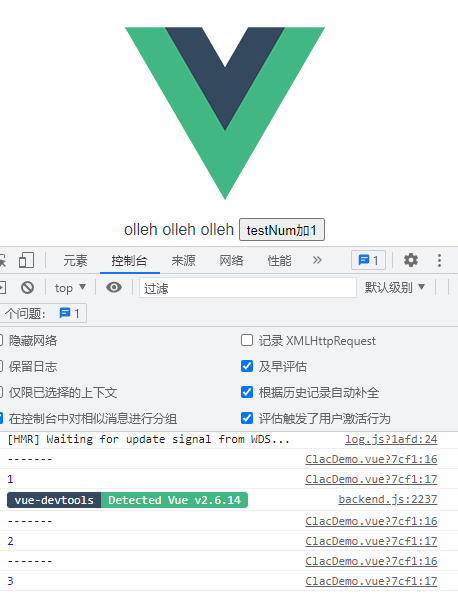 olleh olleh olleh testNum加1
元素 控制台 来源 网络 性能 » 1
top 过滤 默认级别
个问题： 1
隐藏网络 记录 XMLHttpRequest
保留日志 及早评估
仅限已选择的上下文 根据历史记录自动补全
在控制台中对相似消息进行分组 评估触发了用户激活行为
[HMR] Waiting for update signal from WDS... log.js?1afd:24
------- ClacDemo.vue?7cf1:16
1 ClacDemo.vue?7cf1:17
vue-devtools Detected Vue v2.6.14 backend.js:2237
------- ClacDemo.vue?7cf1:16
2 ClacDemo.vue?7cf1:17
------- ClacDemo.vue?7cf1:16
3 ClacDemo.vue?7cf1:17